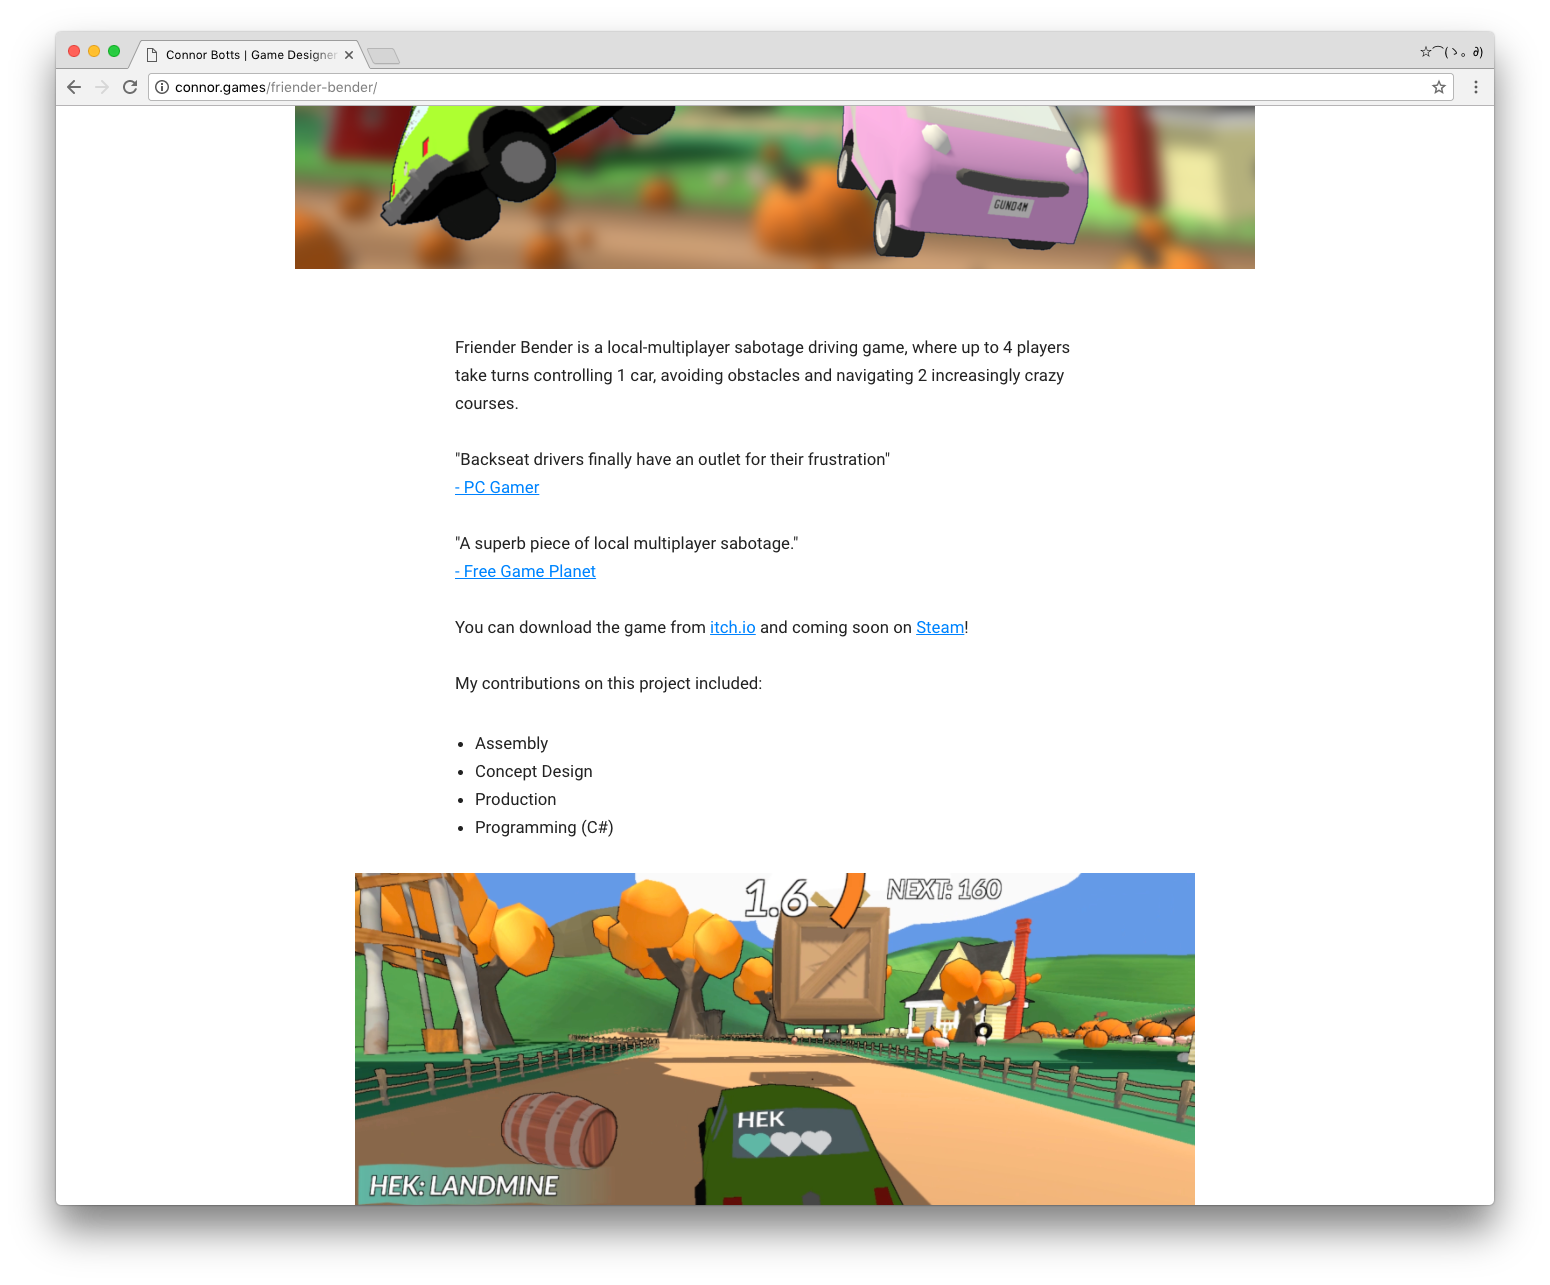 Connor Botts | Game Designer
☆⌒(ゝ。∂)
connor.games/friender-bender/
GUND4M
Friender Bender is a local-multiplayer sabotage driving game, where up to 4 players
take turns controlling 1 car, avoiding obstacles and navigating 2 increasingly crazy
courses.
"Backseat drivers finally have an outlet for their frustration"
- PC Gamer
"A superb piece of local multiplayer sabotage."
- Free Game Planet
You can download the game from itch.io and coming soon on Steam!
My contributions on this project included:
• Assembly
• Concept Design
• Production
• Programming (C#)
1.6
NEXT: 160
HEK
HEK: LANDMINE